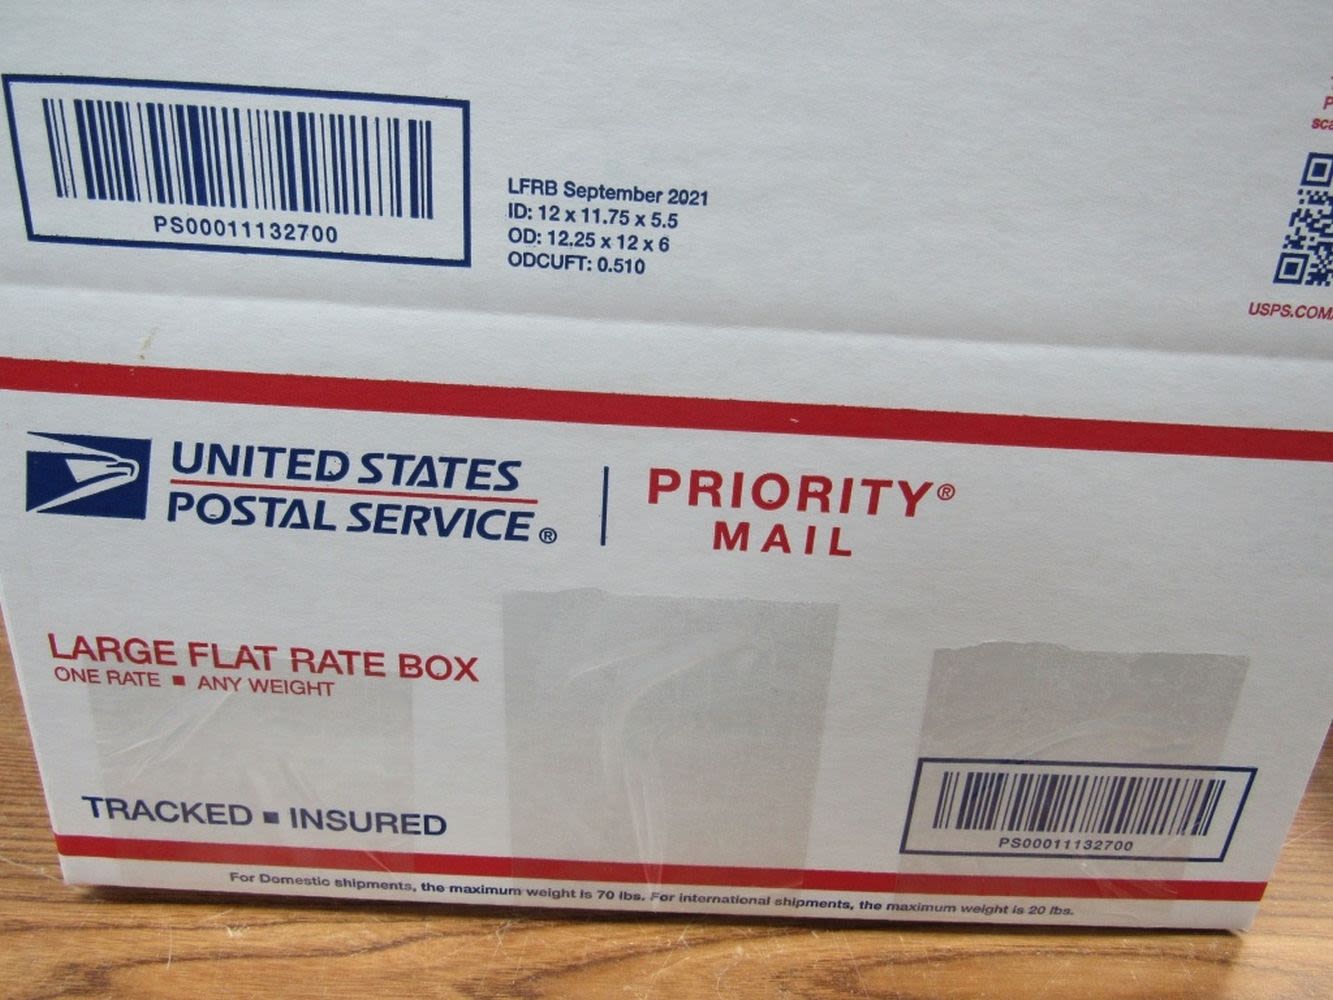 PS00011132700
LFRB September 2021
ID: 12 x 11.75 x 5.5
OD: 12.25 x 12 x 6
ODCUFT: 0.510
USPS.COM
UNITED STATES
POSTAL SERVICE®
PRIORITY®
MAIL
LARGE FLAT RATE BOX
ONE RATE ■ ANY WEIGHT
TRACKED ■ INSURED
PS00011132700
For Domestic shipments, the maximum weight is 70 lbs. For international shipments, the maximum weight is 20 lbs.